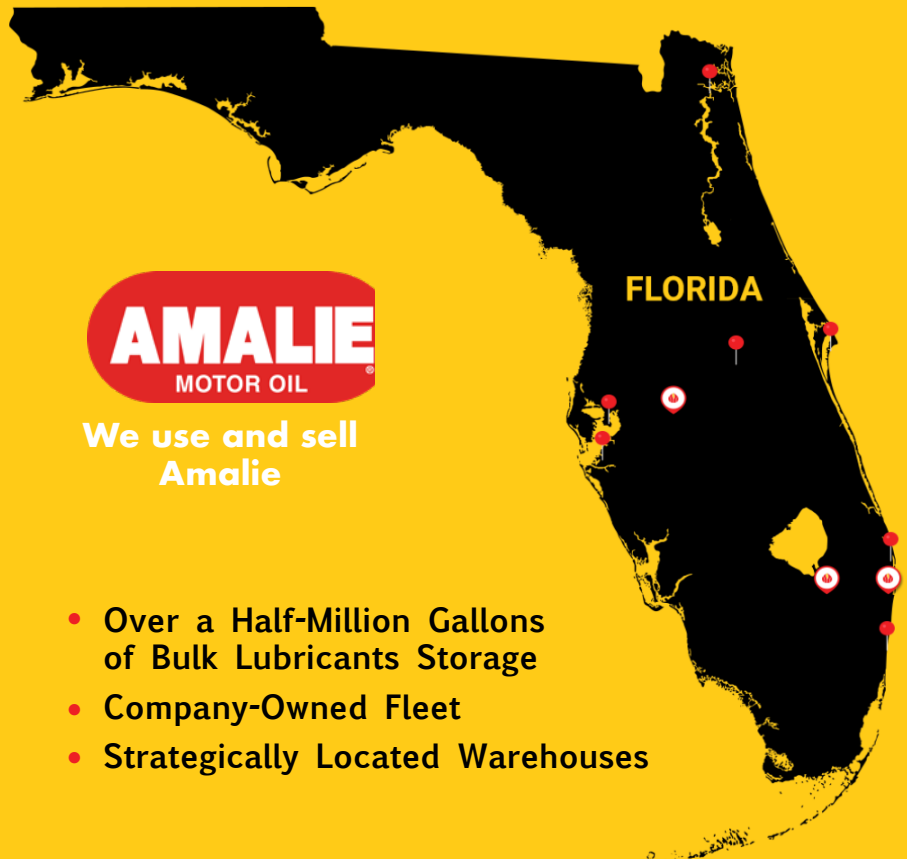 FLORIDA
AMALIE
®
MOTOR OIL
We use and sell
Amalie
• Over a Half-Million Gallons
of Bulk Lubricants Storage
• Company-Owned Fleet
• Strategically Located Warehouses